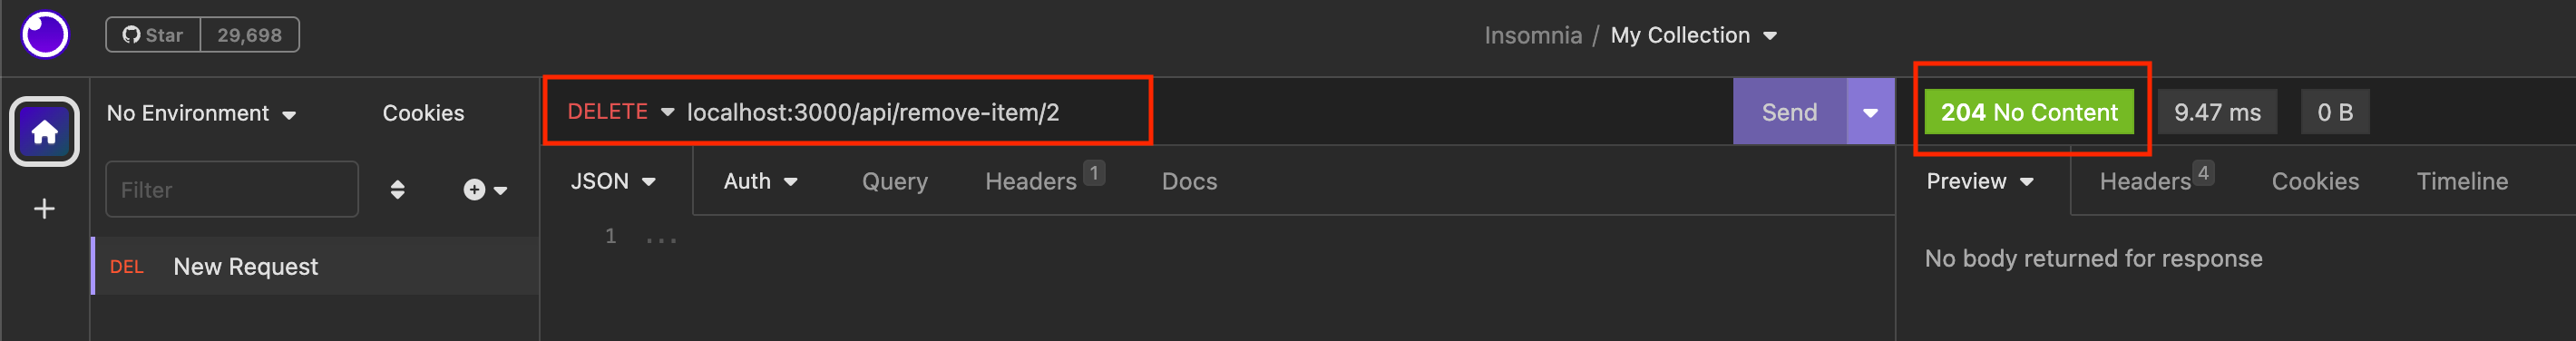 Star 29,698
Insomnia / My Collection
No Environment
Cookies
DELETE localhost:3000/api/remove-item/2
Send
204 No Content
9.47 ms
0 B
Filter
JSON
Auth
Query
Headers 1
Docs
Preview
Headers 4
Cookies
Timeline
1 ...
DEL New Request
No body returned for response